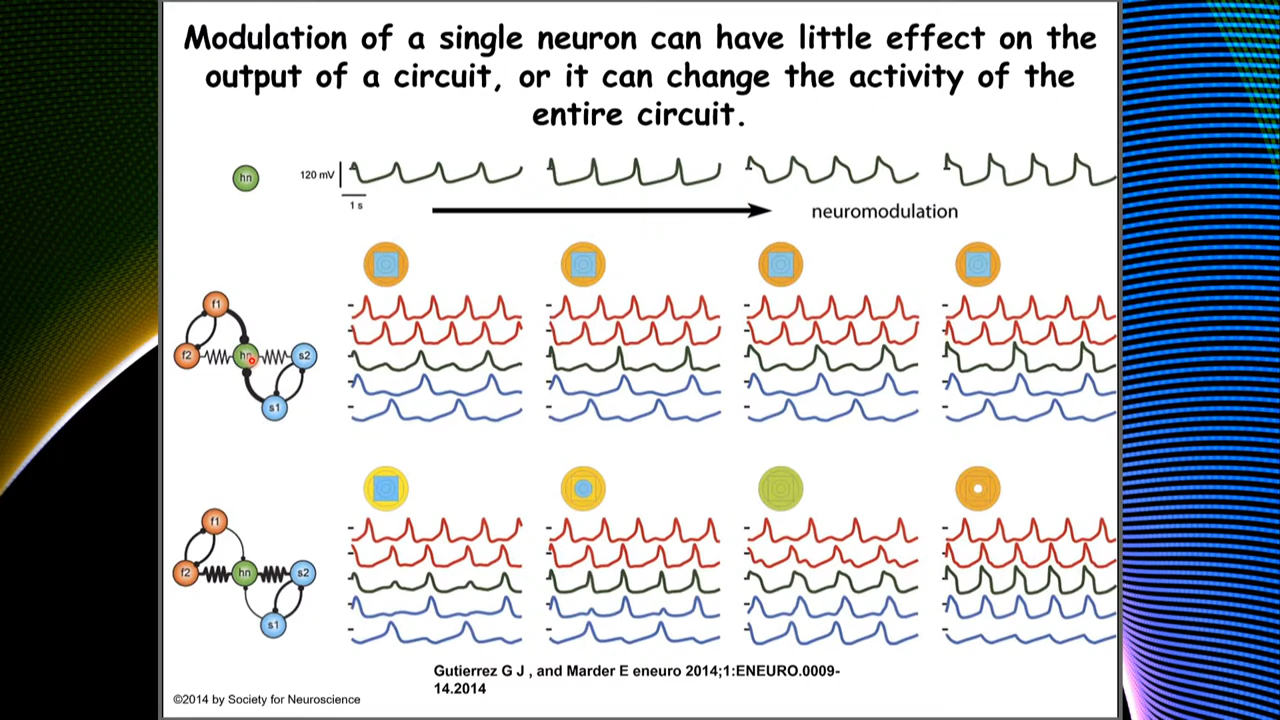 Modulation of a single neuron can have little effect on the
output of a circuit, or it can change the activity of the
entire circuit.
hn
120 mV
1 s
neuromodulation
f1
f2
hn
s2
s1
f1
f2
hn
s2
s1
Gutierrez G J , and Marder E eneuro 2014;1:ENEURO.0009-
14.2014
©2014 by Society for Neuroscience